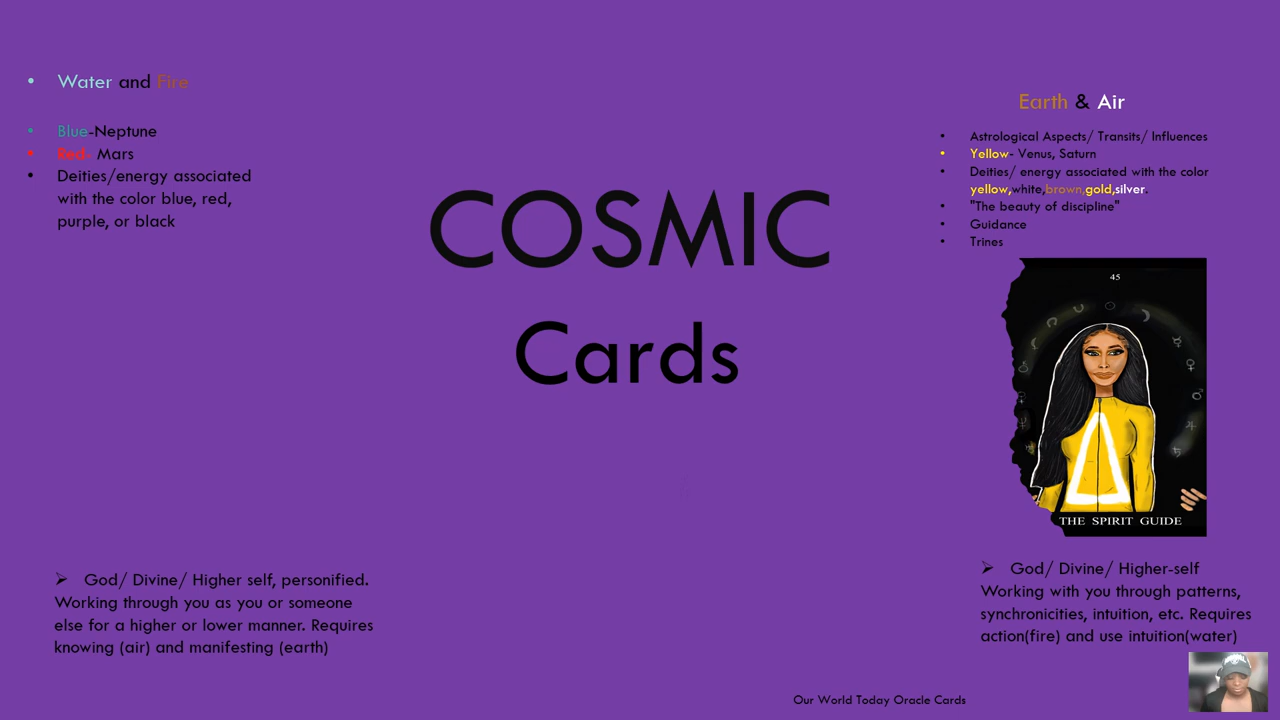 Water and Fire
Blue-Neptune
Red- Mars
Deities/energy associated
with the color blue, red,
purple, or black
COSMIC
Cards
Earth & Air
Astrological Aspects/ Transits/ Influences
Yellow- Venus, Saturn
Deities/ energy associated with the color
yellow,white,brown,gold,silver.
"The beauty of discipline"
Guidance
Trines
45
THE SPIRIT GUIDE
God/ Divine/ Higher self, personified.
Working through you as you or someone
else for a higher or lower manner. Requires
knowing (air) and manifesting (earth)
God/ Divine/ Higher-self
Working with you through patterns,
synchronicities, intuition, etc. Requires
action(fire) and use intuition(water)
Our World Today Oracle Cards